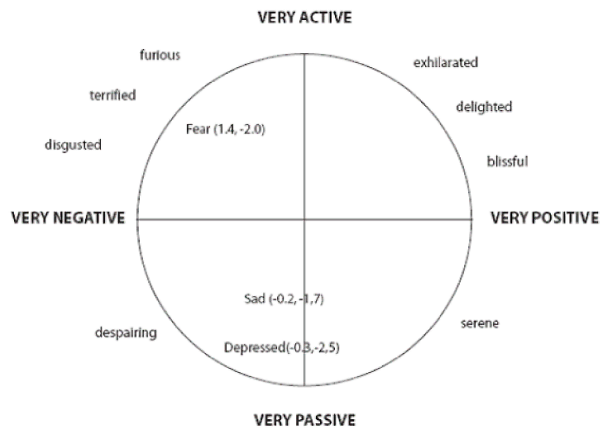 VERY ACTIVE
furious
exhilarated
terrified
delighted
Fear (1.4, -2.0)
disgusted
blissful
VERY NEGATIVE
VERY POSITIVE
Sad (-0.2, -1,7)
serene
despairing
Depressed(-0.3,-2,5)
VERY PASSIVE